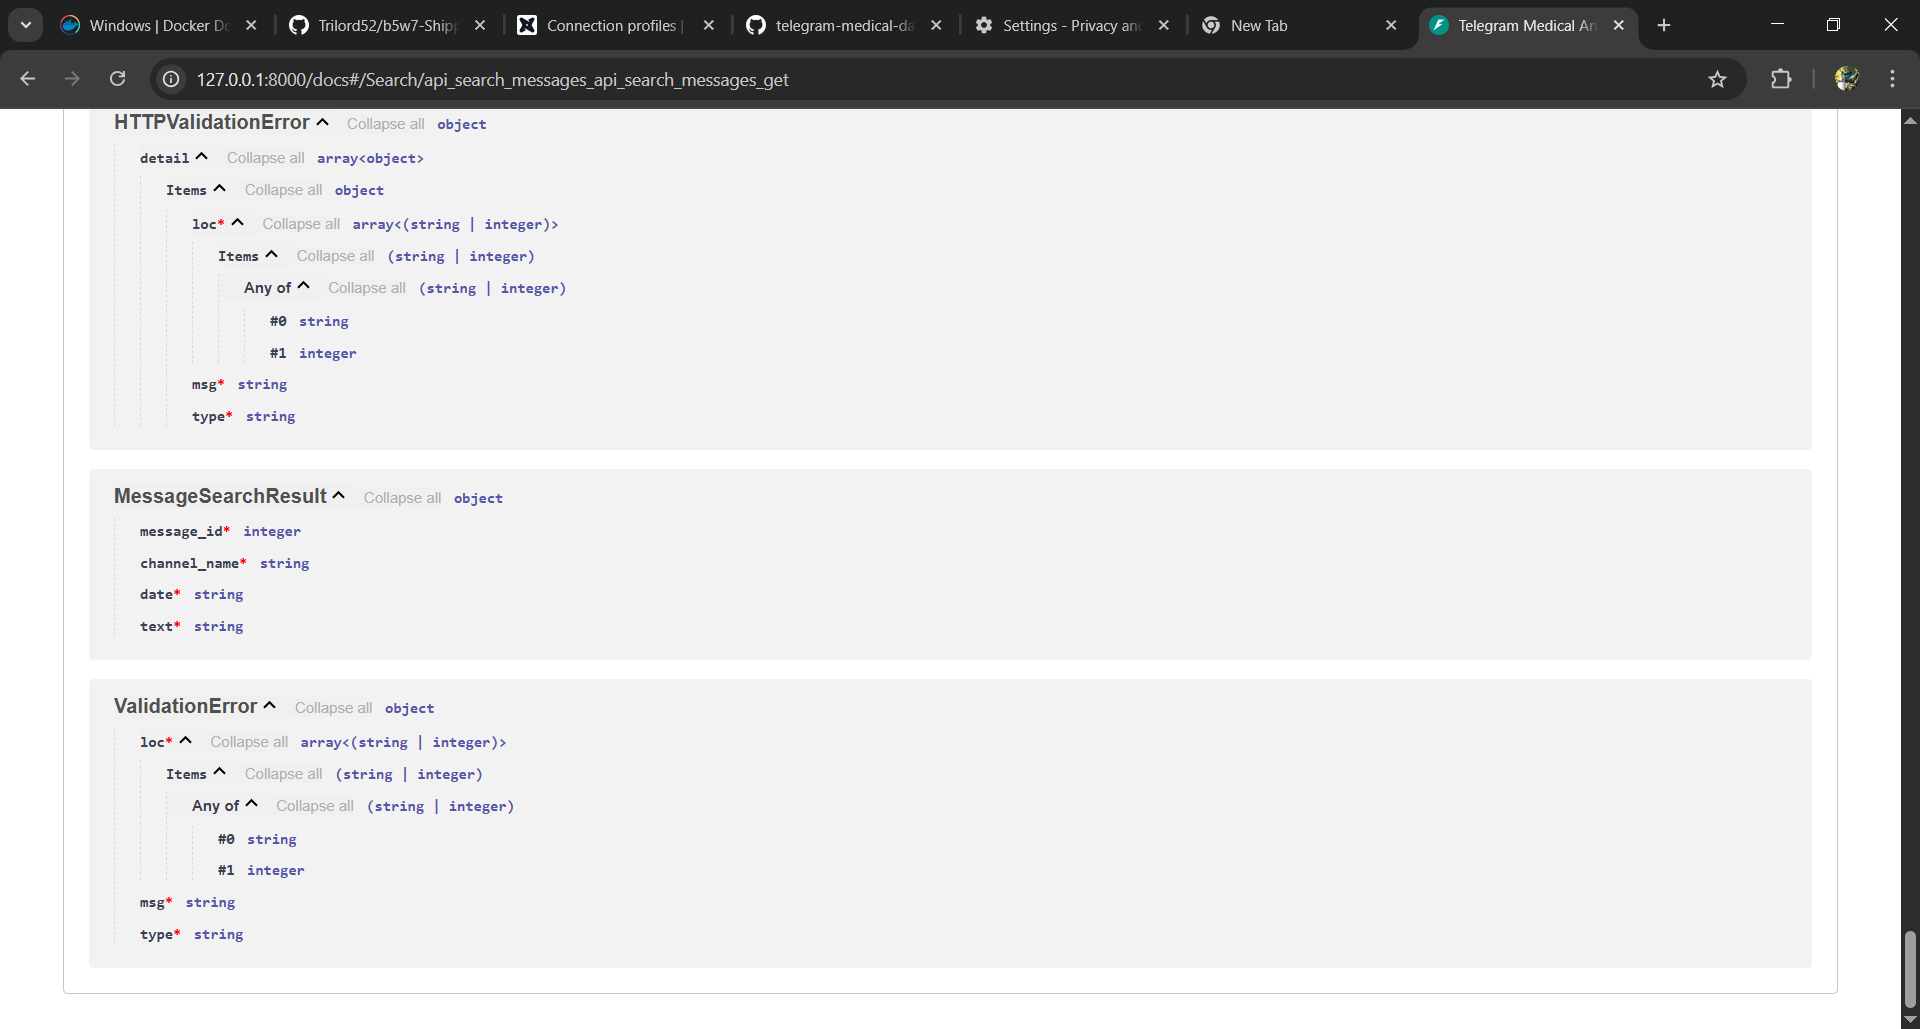 Windows | Docker D
Trilord52/b5w7-Ship
Connection profiles |
telegram-medical-da
Settings - Privacy an
New Tab
Telegram Medical An
127.0.0.1:8000/docs#/Search/api_search_messages_api_search_messages_get
HTTPValidationError Collapse all object
detail Collapse all array<object>
Items Collapse all object
loc* Collapse all array<(string | integer)>
Items Collapse all (string | integer)
Any of Collapse all (string | integer)
#0 string
#1 integer
msg* string
type* string
MessageSearchResult Collapse all object
message_id* integer
channel_name* string
date* string
text* string
ValidationError Collapse all object
loc* Collapse all array<(string | integer)>
Items Collapse all (string | integer)
Any of Collapse all (string | integer)
#0 string
#1 integer
msg* string
type* string